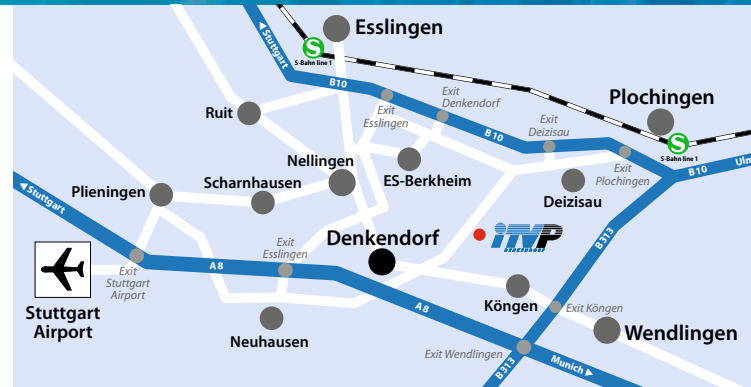 Esslingen
◄Stuttgart
S
S-Bahn line 1
B10
Exit
Denkendorf
Plochingen
Ruit
Exit
Esslingen
B10
Exit
Deizisau
S
S-Bahn line 1
Nellingen
ES-Berkheim
Exit
Plochingen
B10
Ulm
◄Stuttgart
Plieningen
Scharnhausen
Deizisau
Denkendorf
ITVP
DENKENDORF
B313
Exit
Esslingen
A8
Exit
Stuttgart
Airport
Stuttgart
Airport
Köngen
Exit Köngen
A8
Neuhausen
Wendlingen
Exit Wendlingen
B313
Munich ►